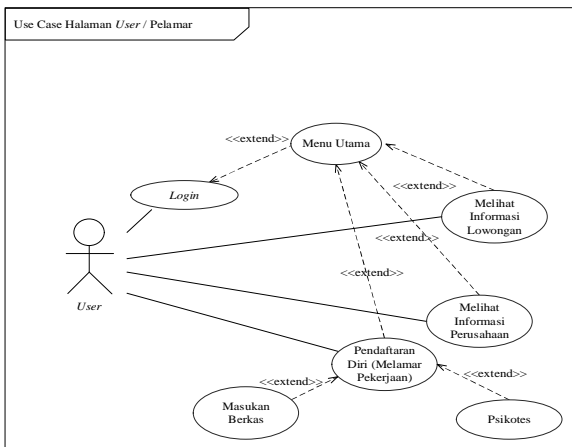 Use Case Halaman User / Pelamar
<<extend>>
Menu Utama
Login
<<extend>>
Melihat
Informasi
Lowongan
<<extend>>
User
<<extend>>
Melihat
Informasi
Perusahaan
Pendaftaran
Diri (Melamar
Pekerjaan)
<<extend>>
<<extend>>
Masukan
Berkas
Psikotes